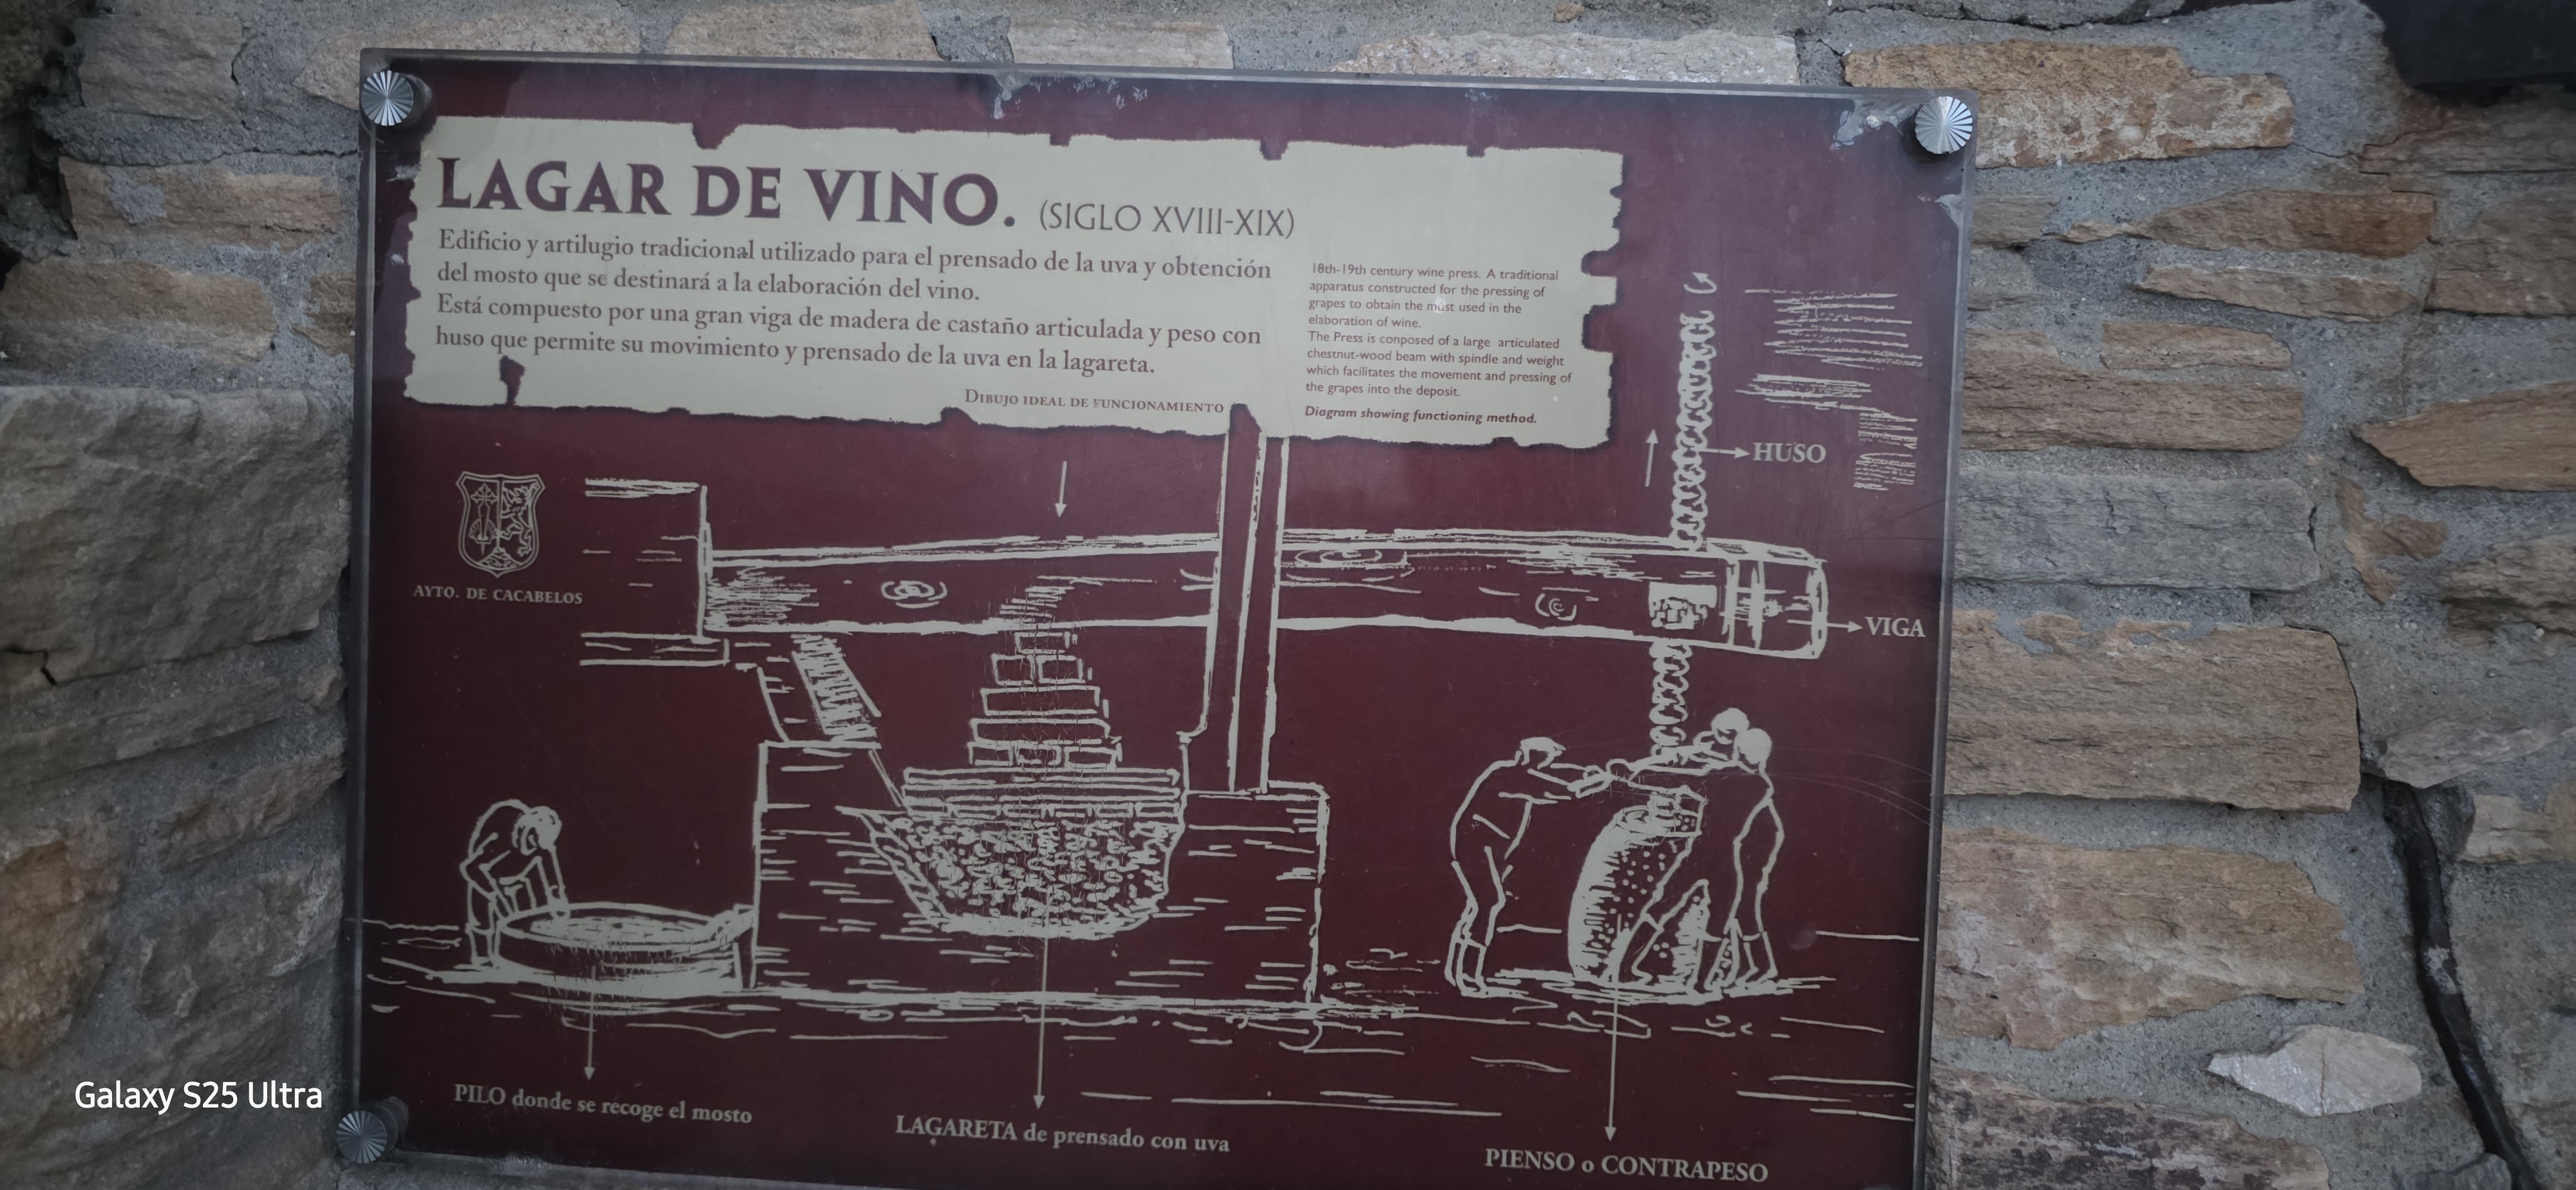 LAGAR DE VINO. (SIGLO XVIII-XIX)
Edificio y artilugio tradicional utilizado para el prensado de la uva y obtención
del mosto que se destinará a la elaboración del vino.
Está compuesto por una gran viga de madera de castaño articulada y peso con
huso que permite su movimiento y prensado de la uva en la lagareta.
DIBUJO IDEAL DE FUNCIONAMIENTO
18th-19th century wine press. A traditional
apparatus constructed for the pressing of
grapes to obtain the must used in the
elaboration of wine.
The Press is conposed of a large articulated
chestnut-wood beam with spindle and weight
which facilitates the movement and pressing of
the grapes into the deposit.
Diagram showing functioning method.
HUSO
AYTO. DE CACABELOS
VIGA
PILO donde se recoge el mosto
LAGARETA de prensado con uva
PIENSO o CONTRAPESO
Galaxy S25 Ultra